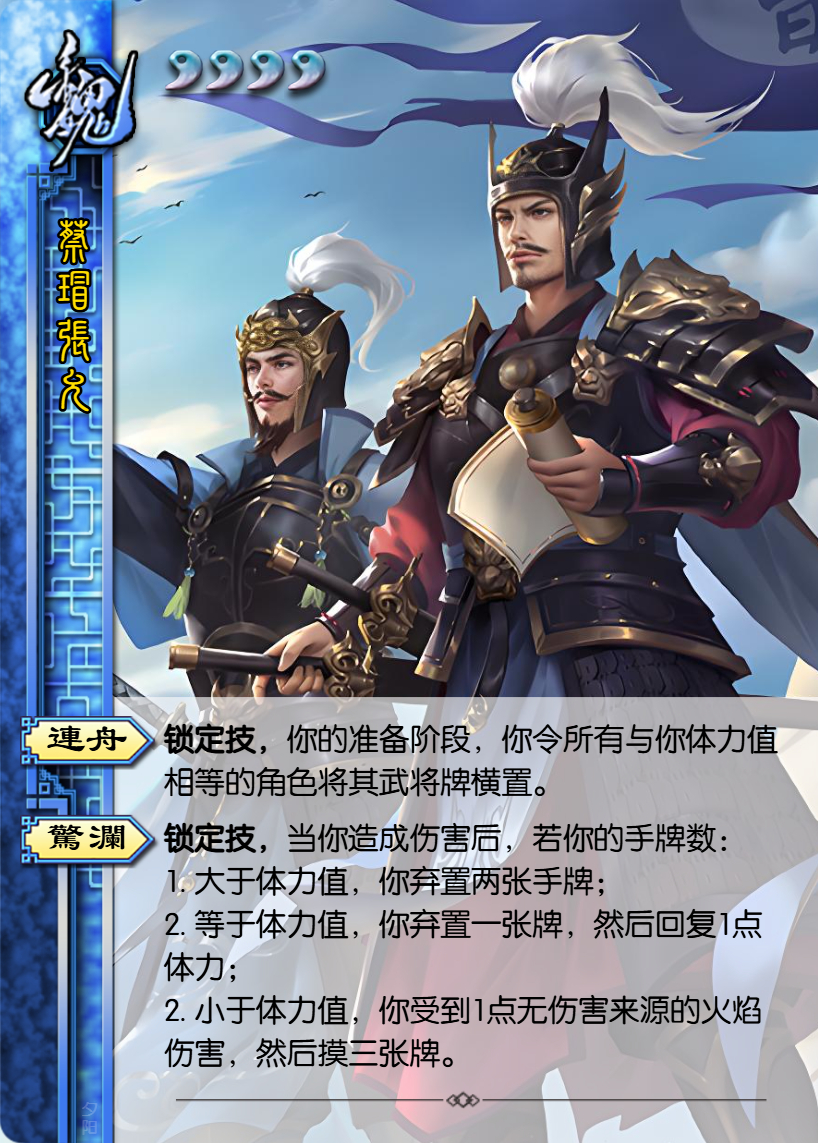 魏
蔡瑁張允
連舟
锁定技，你的准备阶段，你令所有与你体力值
相等的角色将其武将牌横置。
驚瀾
锁定技，当你造成伤害后，若你的手牌数：
1. 大于体力值，你弃置两张手牌；
2. 等于体力值，你弃置一张牌，然后回复1点
体力；
2. 小于体力值，你受到1点无伤害来源的火焰
伤害，然后摸三张牌。
夕阳